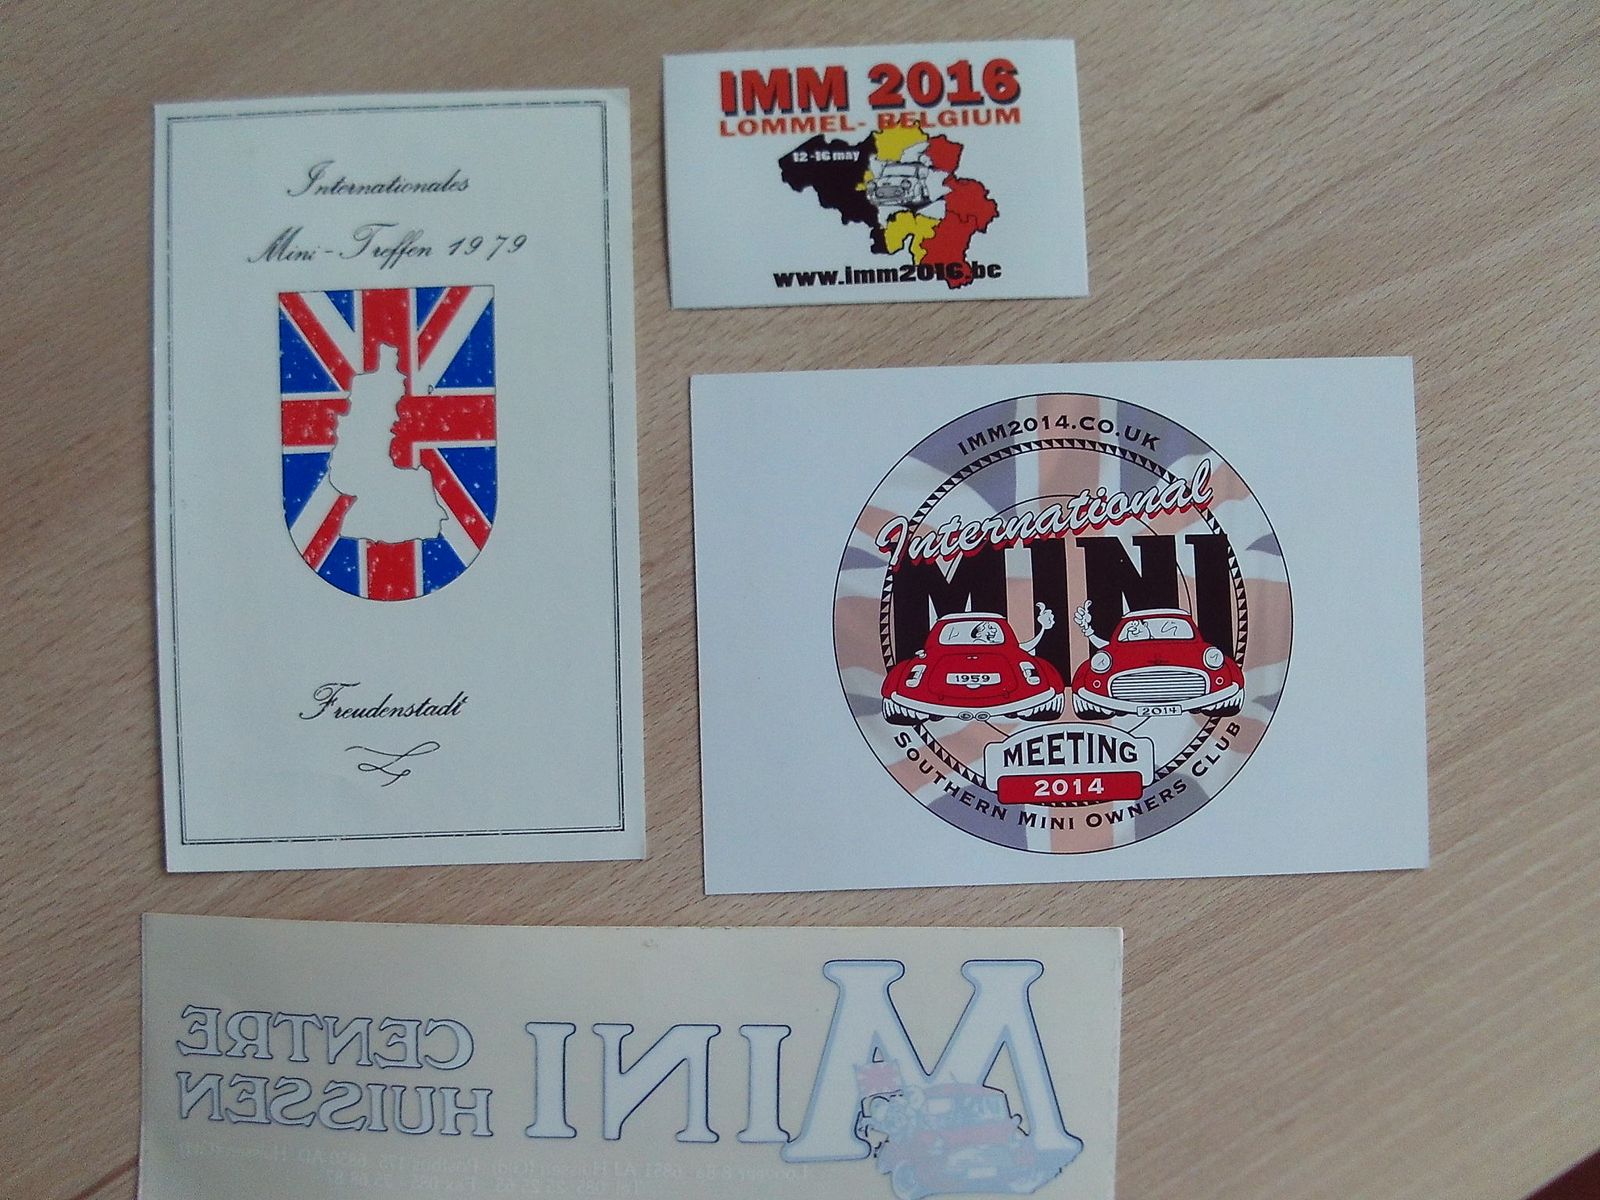 Internationales
Mini-Treffen 1979
Freudenstadt
IMM 2016
LOMMEL- BELGIUM
12-16 may
www.imm2016.be
IMM2014.CO.UK
International
MINI
1959
2014
MEETING
2014
SOUTHERN MINI OWNERS CLUB
MINI
CENTRE
HUISSEN